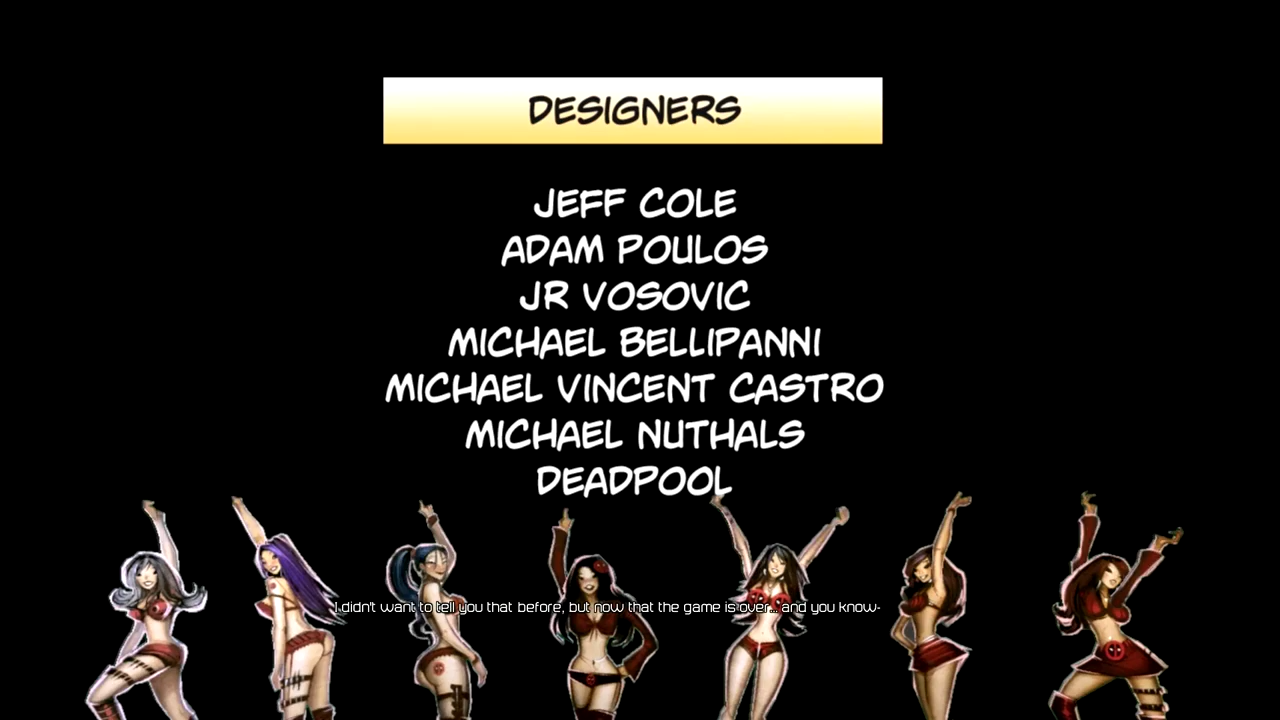 DESIGNERS
JEFF COLE
ADAM POULOS
JR VOSOVIC
MICHAEL BELLIPANNI
MICHAEL VINCENT CASTRO
MICHAEL NUTHALS
DEADPOOL
I didn't want to tell you that before, but now that the game is over... and you know-